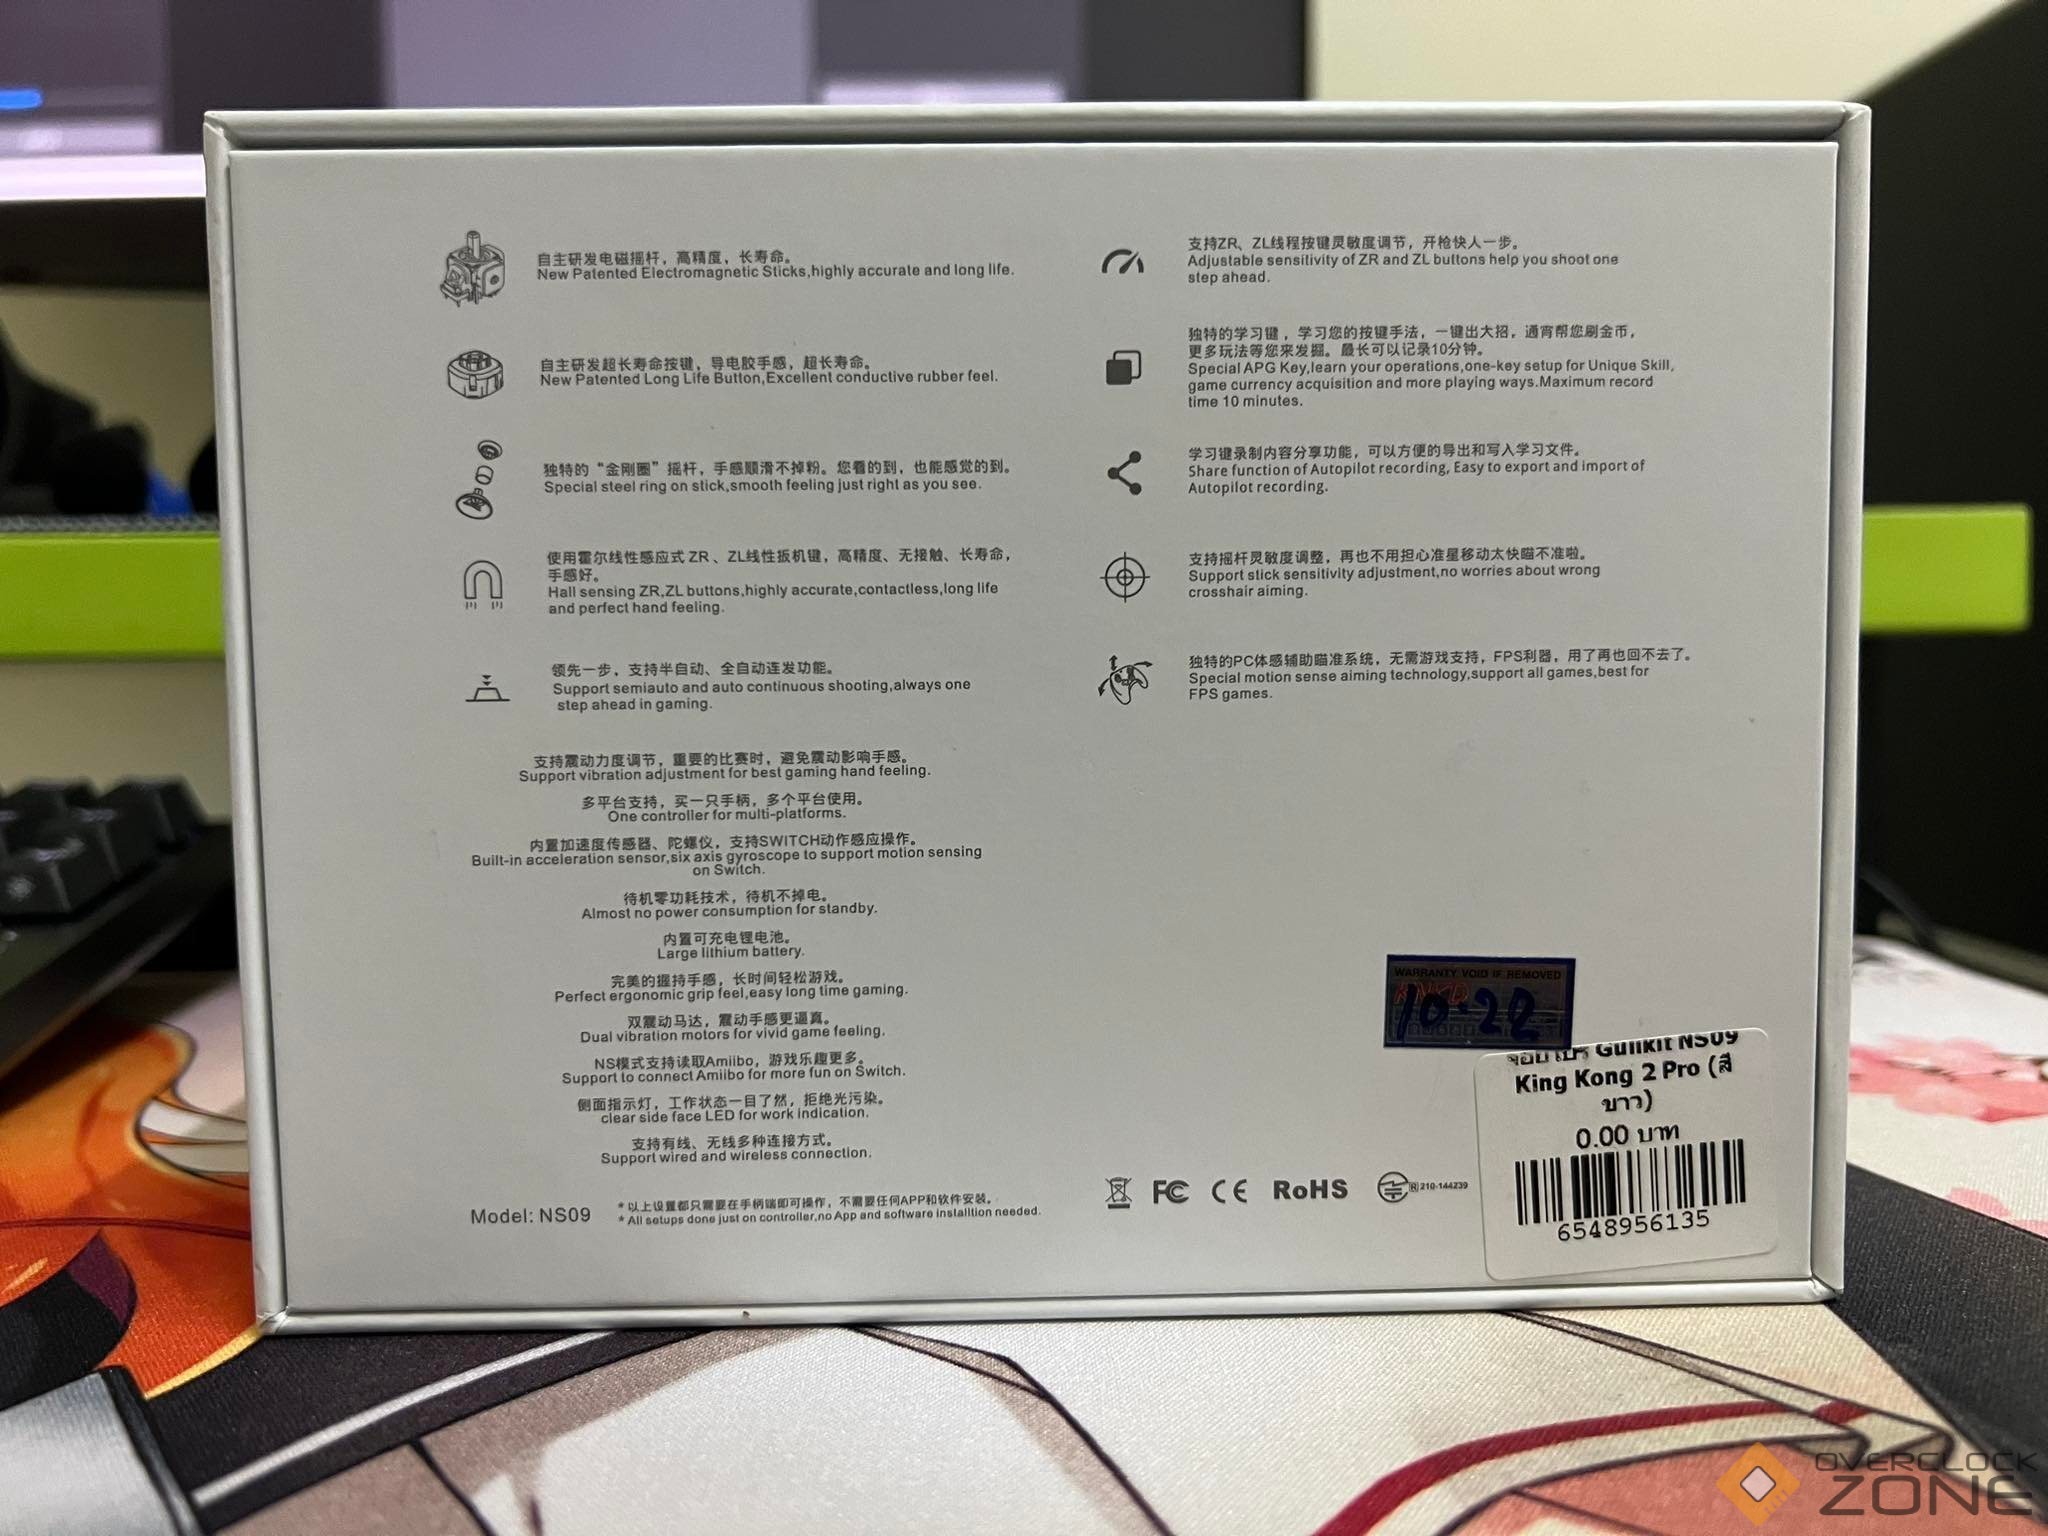 自主研发电磁摇杆，高精度，长寿命。
New Patented Electromagnetic Sticks,highly accurate and long life.
自主研发超长寿命按键，导电胶手感，超长寿命。
New Patented Long Life Button,Excellent conductive rubber feel.
独特的“金刚圈”摇杆，手感顺滑不掉粉。您看的到，也能感觉的到。
Special steel ring on stick,smooth feeling just right as you see.
使用霍尔线性感应式 ZR、ZL线性扳机键，高精度、无接触、长寿命，
手感好。
Hall sensing ZR,ZL buttons,highly accurate,contactless,long life
and perfect hand feeling.
领先一步，支持半自动、全自动连发功能。
Support semiauto and auto continuous shooting,always one
step ahead in gaming.
支持震动力度调节，重要的比赛时，避免震动影响手感。
Support vibration adjustment for best gaming hand feeling.
多平台支持，买一只手柄，多个平台使用。
One controller for multi-platforms.
内置加速度传感器、陀螺仪，支持SWITCH动作感应操作。
Built-in acceleration sensor,six axis gyroscope to support motion sensing
on Switch.
待机零功耗技术，待机不掉电。
Almost no power consumption for standby.
内置可充电锂电池。
Large lithium battery.
完美的握持手感，长时间轻松游戏。
Perfect ergonomic grip feel,easy long time gaming.
双震动马达，震动手感更逼真。
Dual vibration motors for vivid game feeling.
NS模式支持读取Amiibo，游戏乐趣更多。
Support to connect Amiibo for more fun on Switch.
侧面指示灯，工作状态一目了然，拒绝光污染。
clear side face LED for work indication.
支持有线、无线多种连接方式。
Support wired and wireless connection.
Model: NS09
*以上设置都只需要在手柄端即可操作，不需要任何APP和软件安装。
* All setups done just on controller,no App and software installtion needed.
支持ZR、ZL线程按键灵敏度调节，开枪快人一步。
Adjustable sensitivity of ZR and ZL buttons help you shoot one
step ahead.
独特的学习键，学习您的按键手法，一键出大招，通宵帮您刷金币，
更多玩法等您来发掘。最长可以记录10分钟。
Special APG Key,learn your operations,one-key setup for Unique Skill,
game currency acquisition and more playing ways.Maximum record
time 10 minutes.
学习键录制内容分享功能，可以方便的导出和写入学习文件。
Share function of Autopilot recording, Easy to export and import of
Autopilot recording.
支持摇杆灵敏度调整，再也不用担心准星移动太快瞄不准啦。
Support stick sensitivity adjustment,no worries about wrong
crosshair aiming.
独特的PC体感辅助瞄准系统，无需游戏支持，FPS利器，用了再也回不去了。
Special motion sense aiming technology,support all games,best for
FPS games.
WARRANTY VOID IF REMOVED
10-22
Gulikit NS09
King Kong 2 Pro (สี
ขาว)
0.00 บาท
6548956135
FC CE RoHS R 210-144239
OVERCLOCK
ZONE